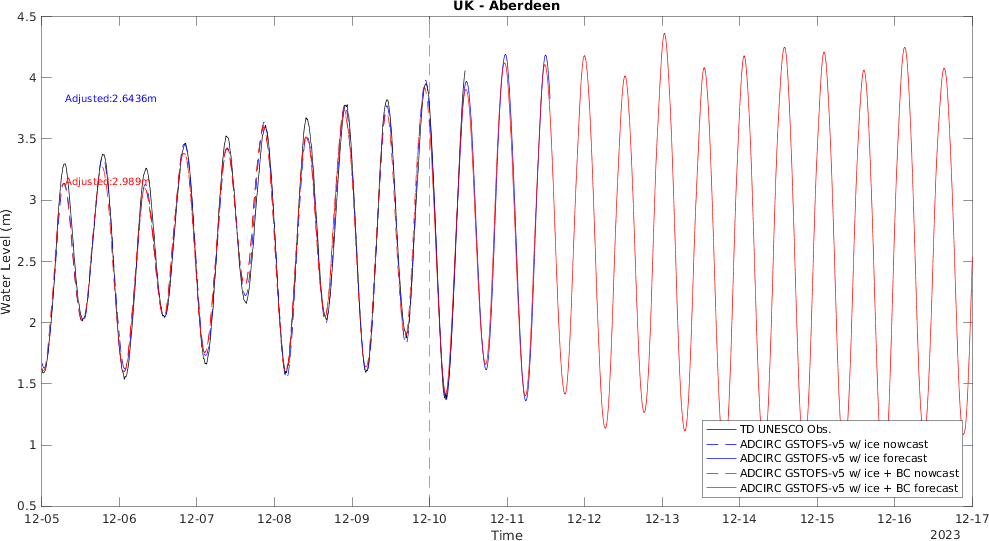 UK - Aberdeen
4.5
4
3.5
3
2.5
2
1.5
1
0.5
Water Level (m)
Adjusted:2.6436m
Adjusted:2.989m
TD UNESCO Obs.
ADCIRC GSTOFS-v5 w/ ice nowcast
ADCIRC GSTOFS-v5 w/ ice forecast
ADCIRC GSTOFS-v5 w/ ice + BC nowcast
ADCIRC GSTOFS-v5 w/ ice + BC forecast
12-05 12-06 12-07 12-08 12-09 12-10 12-11 12-12 12-13 12-14 12-15 12-16 12-17
Time
2023